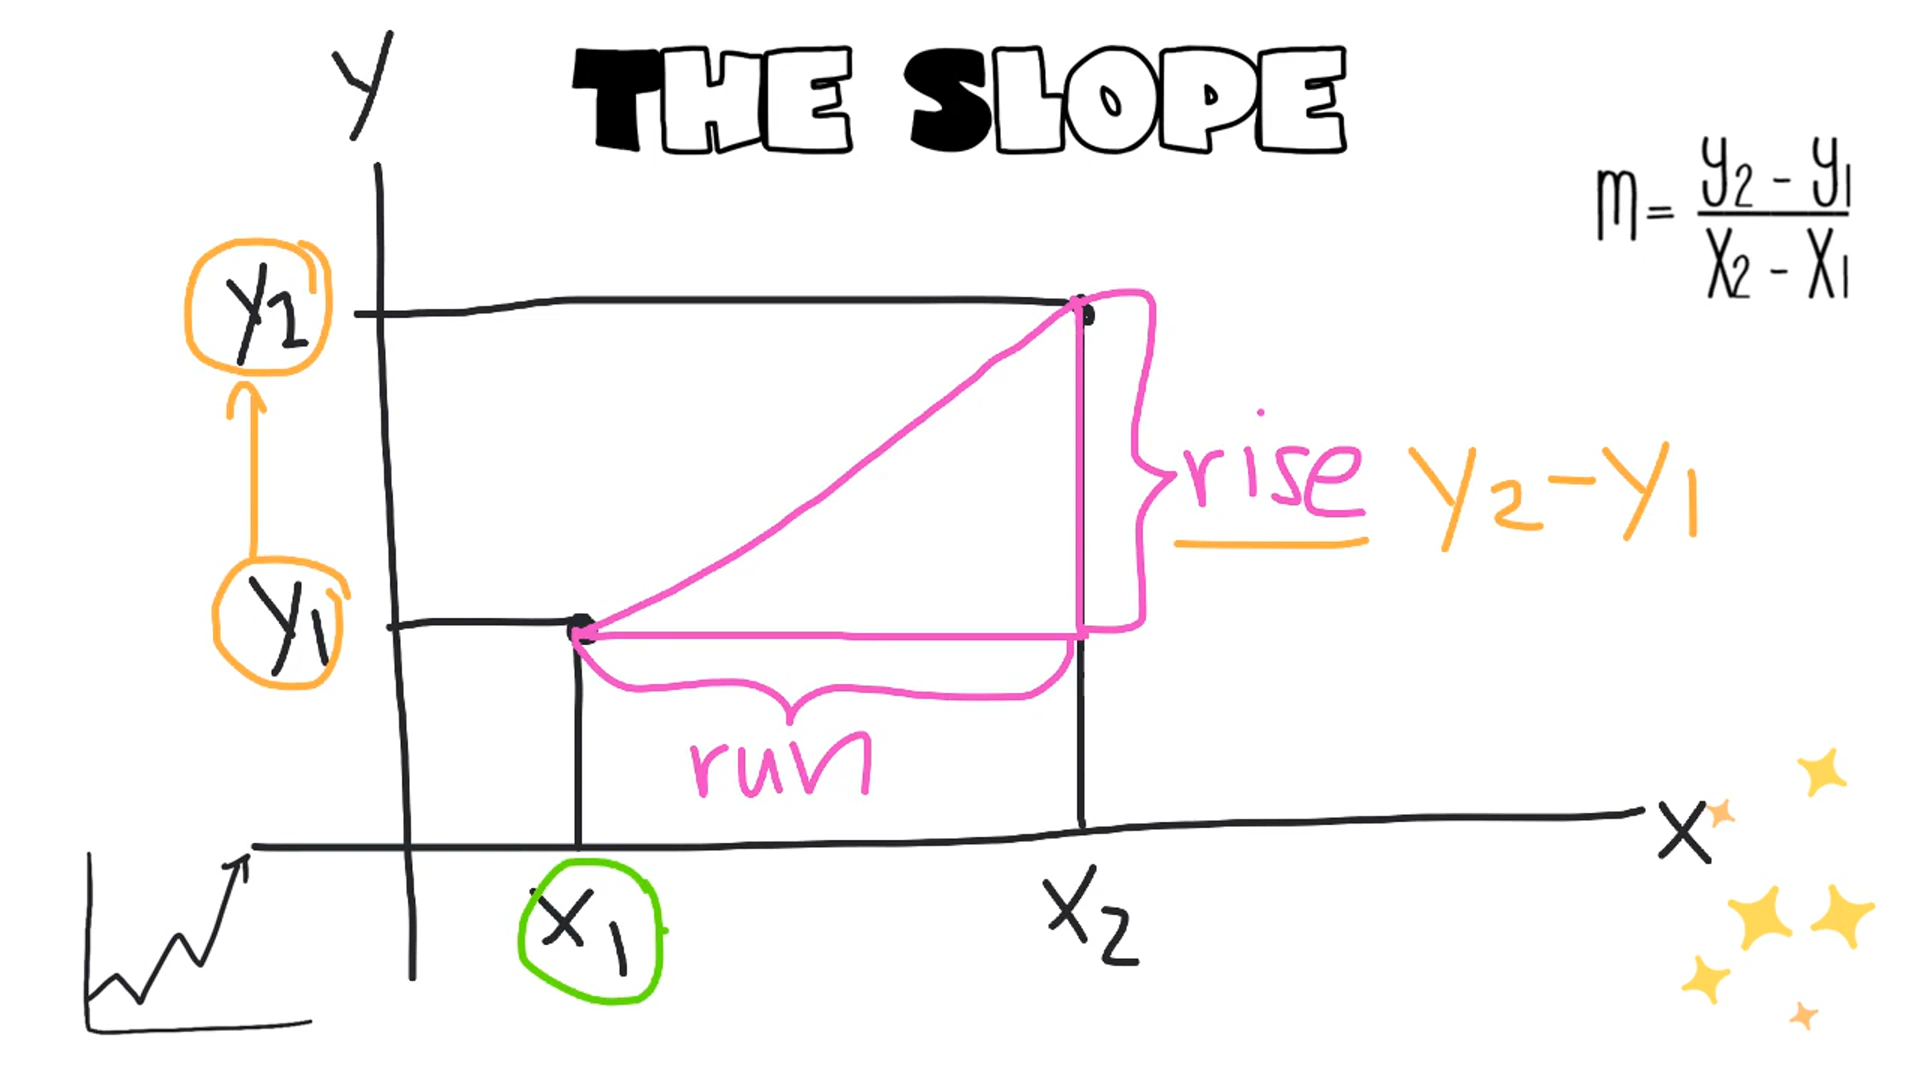 Y
THE SLOPE
m = y2 - y1
x2 - x1
Y2
rise Y2-Y1
Y1
run
X
X1
X2